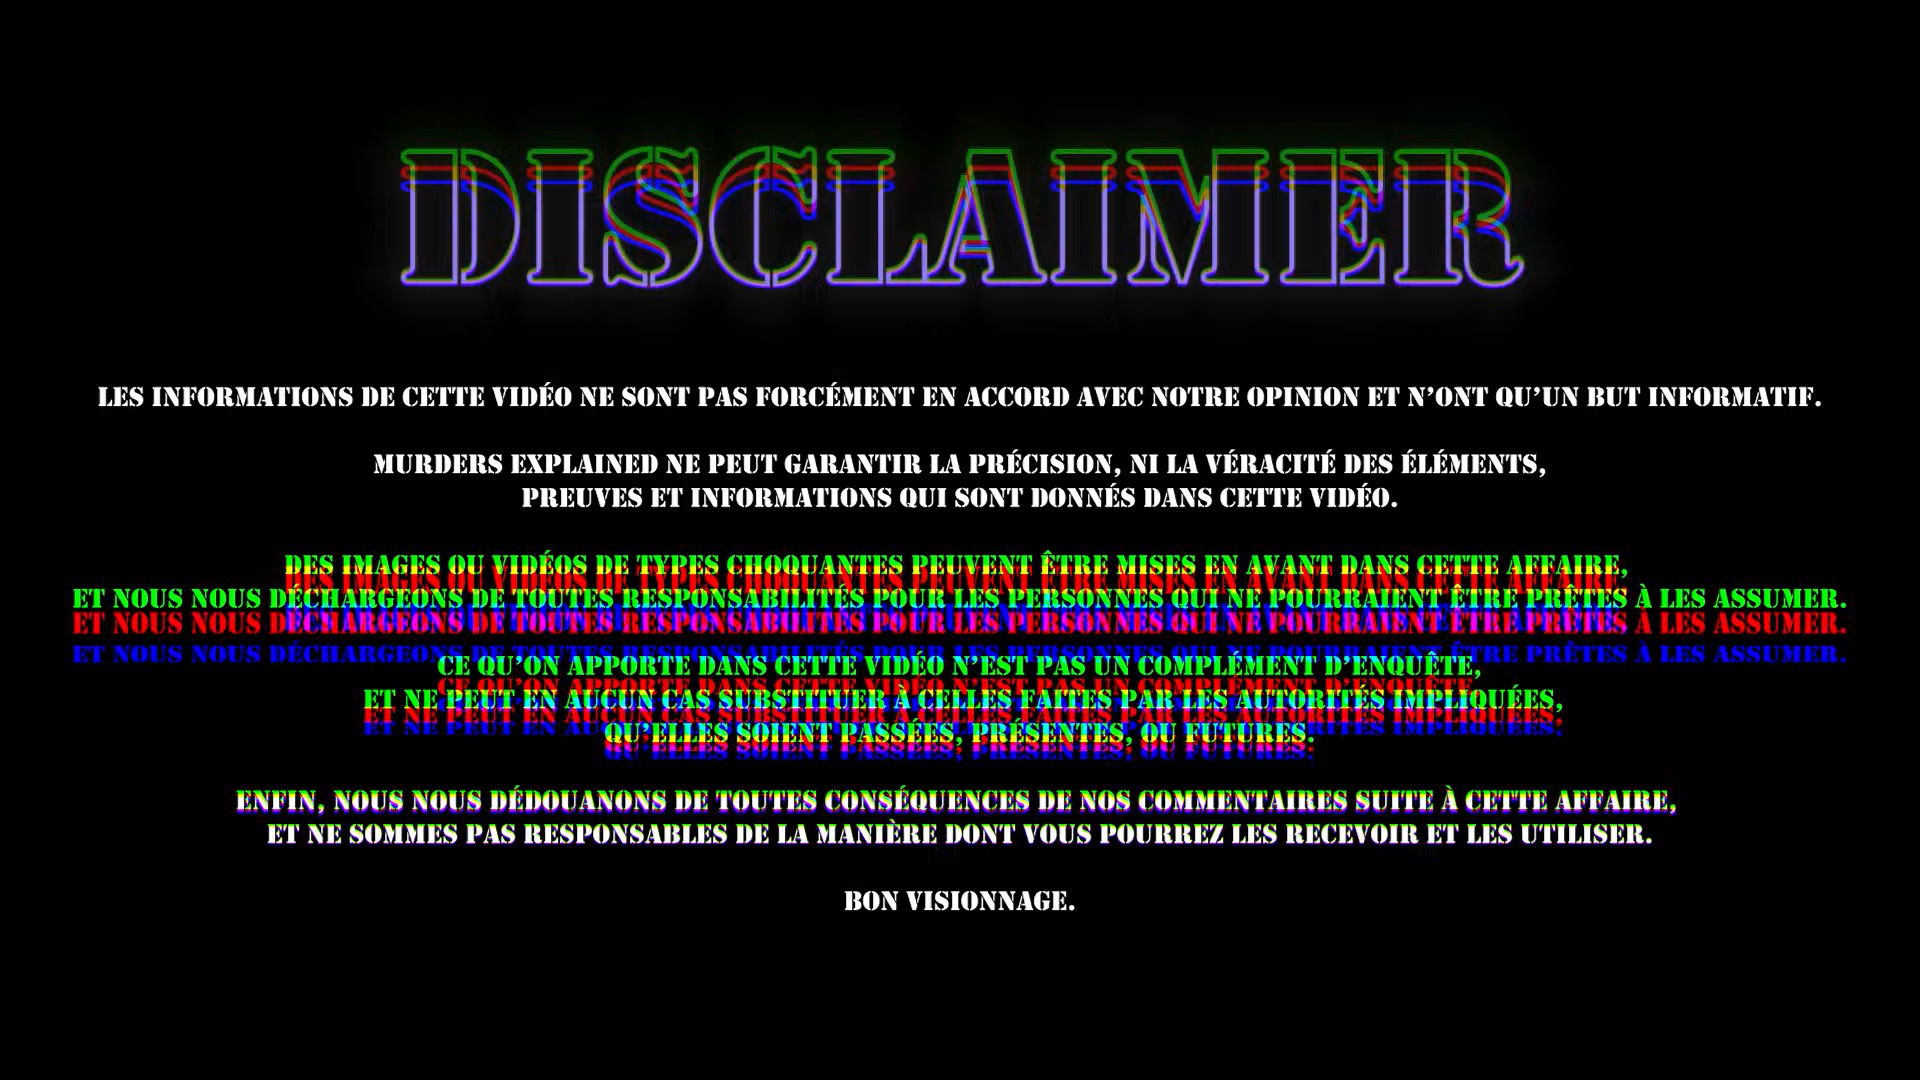 DISCLAIMER
LES INFORMATIONS DE CETTE VIDÉO NE SONT PAS FORCÉMENT EN ACCORD AVEC NOTRE OPINION ET N'ONT QU'UN BUT INFORMATIF.
MURDERS EXPLAINED NE PEUT GARANTIR LA PRÉCISION, NI LA VÉRACITÉ DES ÉLÉMENTS,
PREUVES ET INFORMATIONS QUI SONT DONNÉS DANS CETTE VIDÉO.
DES IMAGES OU VIDÉOS DE TYPES CHOQUANTES PEUVENT ÊTRE MISES EN AVANT DANS CETTE AFFAIRE,
ET NOUS NOUS DÉCHARGEONS DE TOUTES RESPONSABILITÉS POUR LES PERSONNES QUI NE POURRAIENT ÊTRE PRÊTES À LES ASSUMER.
CE QU'ON APPORTE DANS CETTE VIDÉO N'EST PAS UN COMPLÉMENT D'ENQUÊTE,
ET NE PEUT EN AUCUN CAS SUBSTITUER À CELLES FAITES PAR LES AUTORITÉS IMPLIQUÉES,
QU'ELLES SOIENT PASSÉES, PRÉSENTES, OU FUTURES.
ENFIN, NOUS NOUS DÉDOUANONS DE TOUTES CONSÉQUENCES DE NOS COMMENTAIRES SUITE À CETTE AFFAIRE,
ET NE SOMMES PAS RESPONSABLES DE LA MANIÈRE DONT VOUS POURREZ LES RECEVOIR ET LES UTILISER.
BON VISIONNAGE.